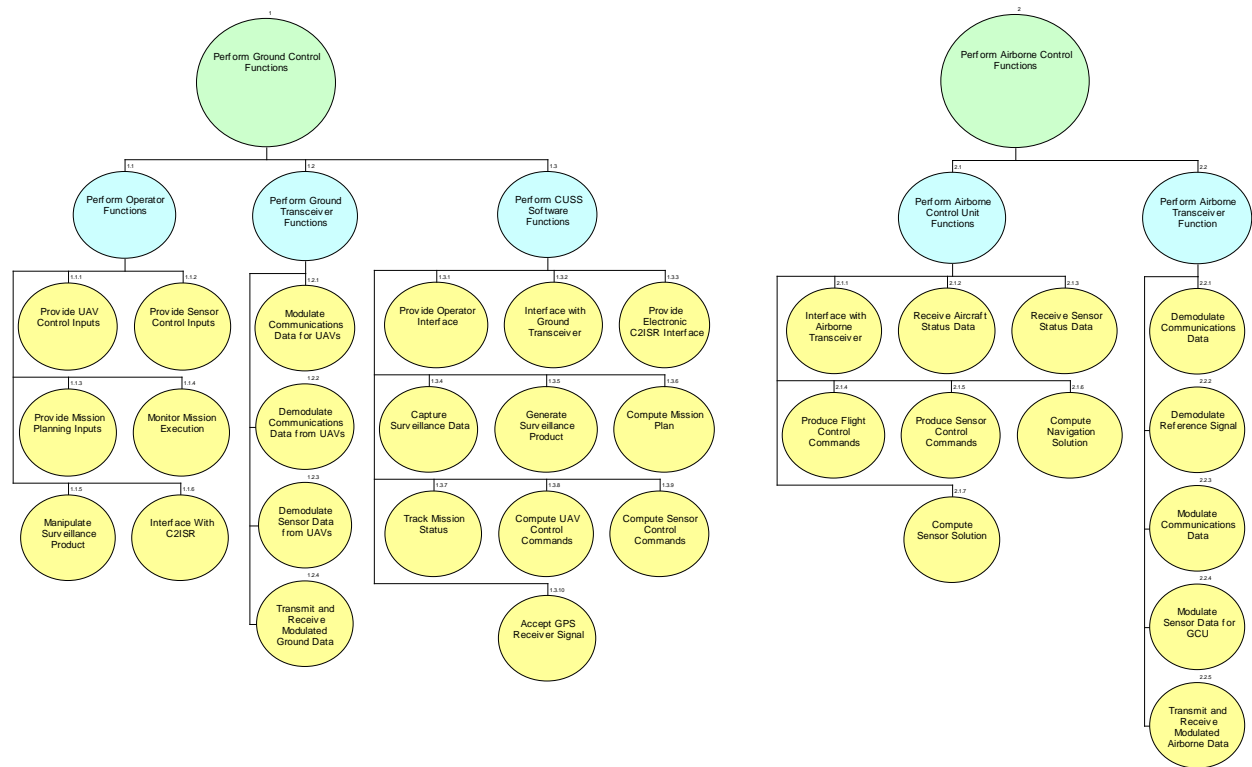 1
Perform Ground Control
Functions
2
Perform Airborne Control
Functions
1.1
Perform Operator
Functions
1.2
Perform Ground
Transceiver
Functions
1.3
Perform CUSS
Software
Functions
2.1
Perform Airborne
Control Unit
Functions
2.2
Perform Airborne
Transceiver
Function
1.1.1
Provide UAV
Control Inputs
1.1.2
Provide Sensor
Control Inputs
1.2.1
Modulate
Communications
Data for UAVs
1.3.1
Provide Operator
Interface
1.3.2
Interface with
Ground
Transceiver
1.3.3
Provide
Electronic
C2ISR Interface
2.1.1
Interface with
Airborne
Transceiver
2.1.2
Receive Aircraft
Status Data
2.1.3
Receive Sensor
Status Data
2.2.1
Demodulate
Communications
Data
1.1.3
Provide Mission
Planning Inputs
1.1.4
Monitor Mission
Execution
1.2.2
Demodulate
Communications
Data from UAVs
1.3.4
Capture
Surveillance Data
1.3.5
Generate
Surveillance
Product
1.3.6
Compute Mission
Plan
2.1.4
Produce Flight
Control
Commands
2.1.5
Produce Sensor
Control
Commands
2.1.6
Compute
Navigation
Solution
2.2.2
Demodulate
Reference Signal
1.1.5
Manipulate
Surveillance
Product
1.1.6
Interface With
C2ISR
1.2.3
Demodulate
Sensor Data
from UAVs
1.3.7
Track Mission
Status
1.3.8
Compute UAV
Control
Commands
1.3.9
Compute Sensor
Control
Commands
2.1.7
Compute
Sensor Solution
2.2.3
Modulate
Communications
Data
1.2.4
Transmit and
Receive
Modulated
Ground Data
1.3.10
Accept GPS
Receiver Signal
2.2.4
Modulate
Sensor Data for
GCU
2.2.5
Transmit and
Receive
Modulated
Airborne Data